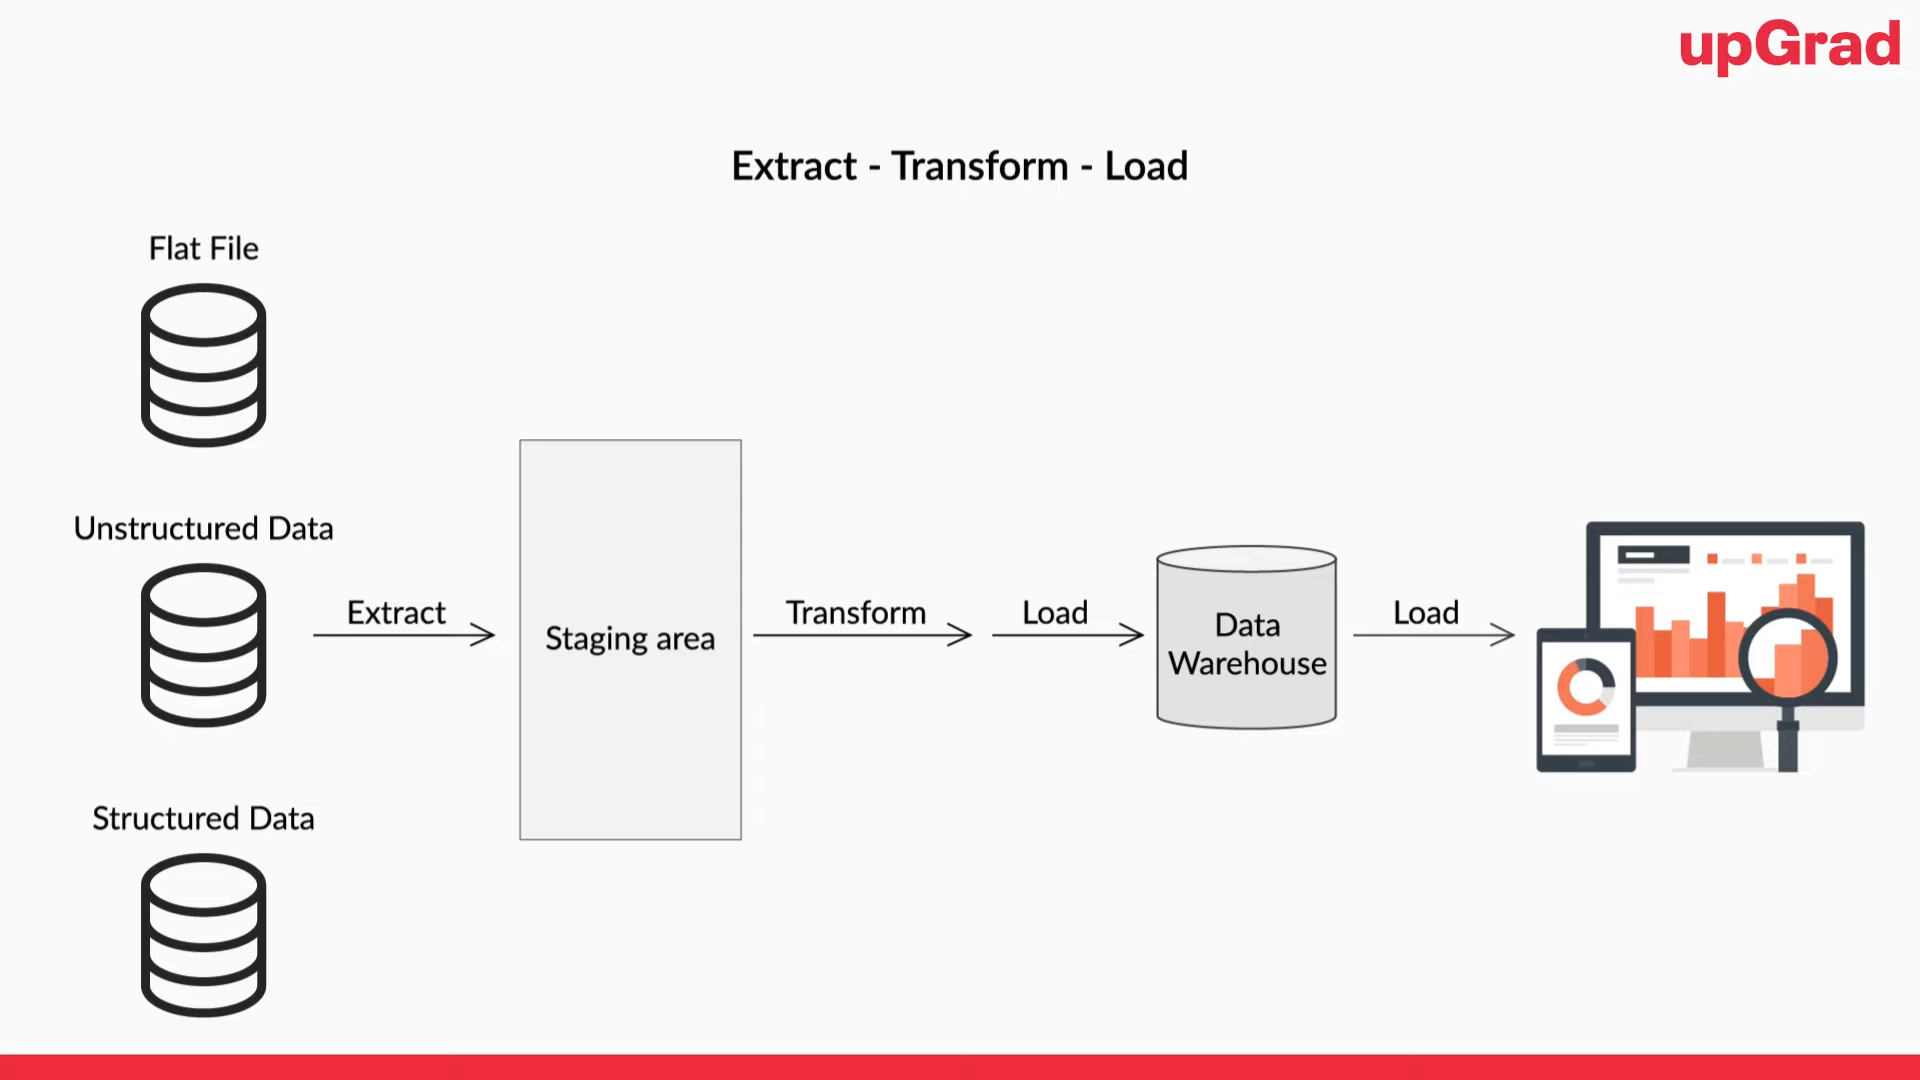 upGrad
Extract - Transform - Load
Flat File
Unstructured Data
Extract
Staging area
Transform
Load
Data
Warehouse
Load
Structured Data